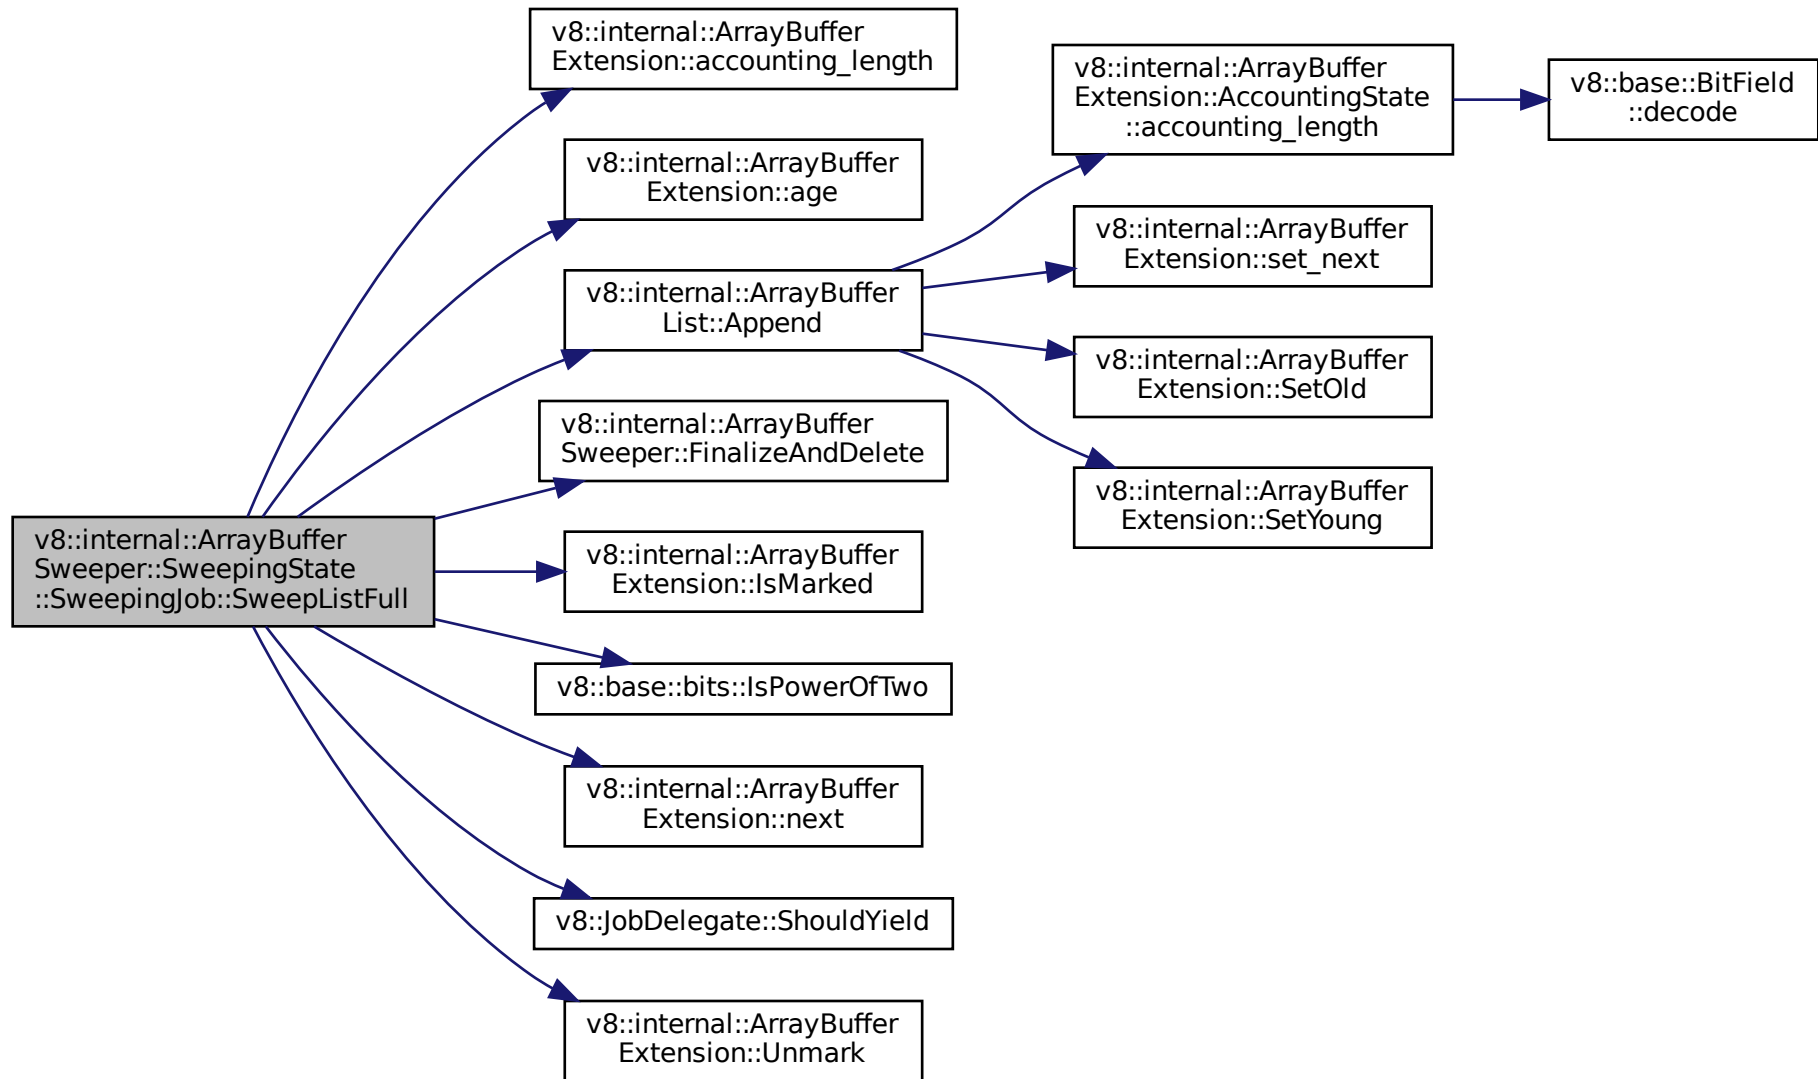 v8::internal::ArrayBuffer
Extension::accounting_length
v8::internal::ArrayBuffer
Extension::age
v8::internal::ArrayBuffer
List::Append
v8::internal::ArrayBuffer
Extension::AccountingState
::accounting_length
v8::base::BitField
::decode
v8::internal::ArrayBuffer
Extension::set_next
v8::internal::ArrayBuffer
Extension::SetOld
v8::internal::ArrayBuffer
Extension::SetYoung
v8::internal::ArrayBuffer
Sweeper::FinalizeAndDelete
v8::internal::ArrayBuffer
Sweeper::SweepingState
::SweepingJob::SweepListFull
v8::internal::ArrayBuffer
Extension::IsMarked
v8::base::bits::IsPowerOfTwo
v8::internal::ArrayBuffer
Extension::next
v8::JobDelegate::ShouldYield
v8::internal::ArrayBuffer
Extension::Unmark